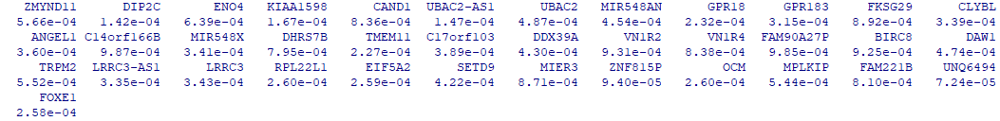 ZMYND11 DIP2C ENO4 KIAA1598 CAND1 UBAC2-AS1 UBAC2 MIR548AN GPR18 GPR183 FKSG29 CLYBL
5.66e-04 1.42e-04 6.39e-04 1.67e-04 8.36e-04 1.47e-04 4.87e-04 4.54e-04 2.32e-04 3.15e-04 8.92e-04 3.39e-04
ANGEL1 C14orf166B MIR548X DHRS7B TMEM11 C17orf103 DDX39A VN1R2 VN1R4 FAM90A27P BIRC8 DAW1
3.60e-04 9.87e-04 3.41e-04 7.95e-04 2.27e-04 3.89e-04 4.30e-04 9.31e-04 8.38e-04 9.85e-04 9.25e-04 4.74e-04
TRPM2 LRRC3-AS1 LRRC3 RPL22L1 EIF5A2 SETD9 MIER3 ZNF815P OCM MPLKIP FAM221B UNQ6494
5.52e-04 3.35e-04 3.43e-04 2.60e-04 2.59e-04 4.22e-04 8.71e-04 9.40e-05 2.60e-04 5.44e-04 8.10e-04 7.24e-05
FOXE1
2.58e-04